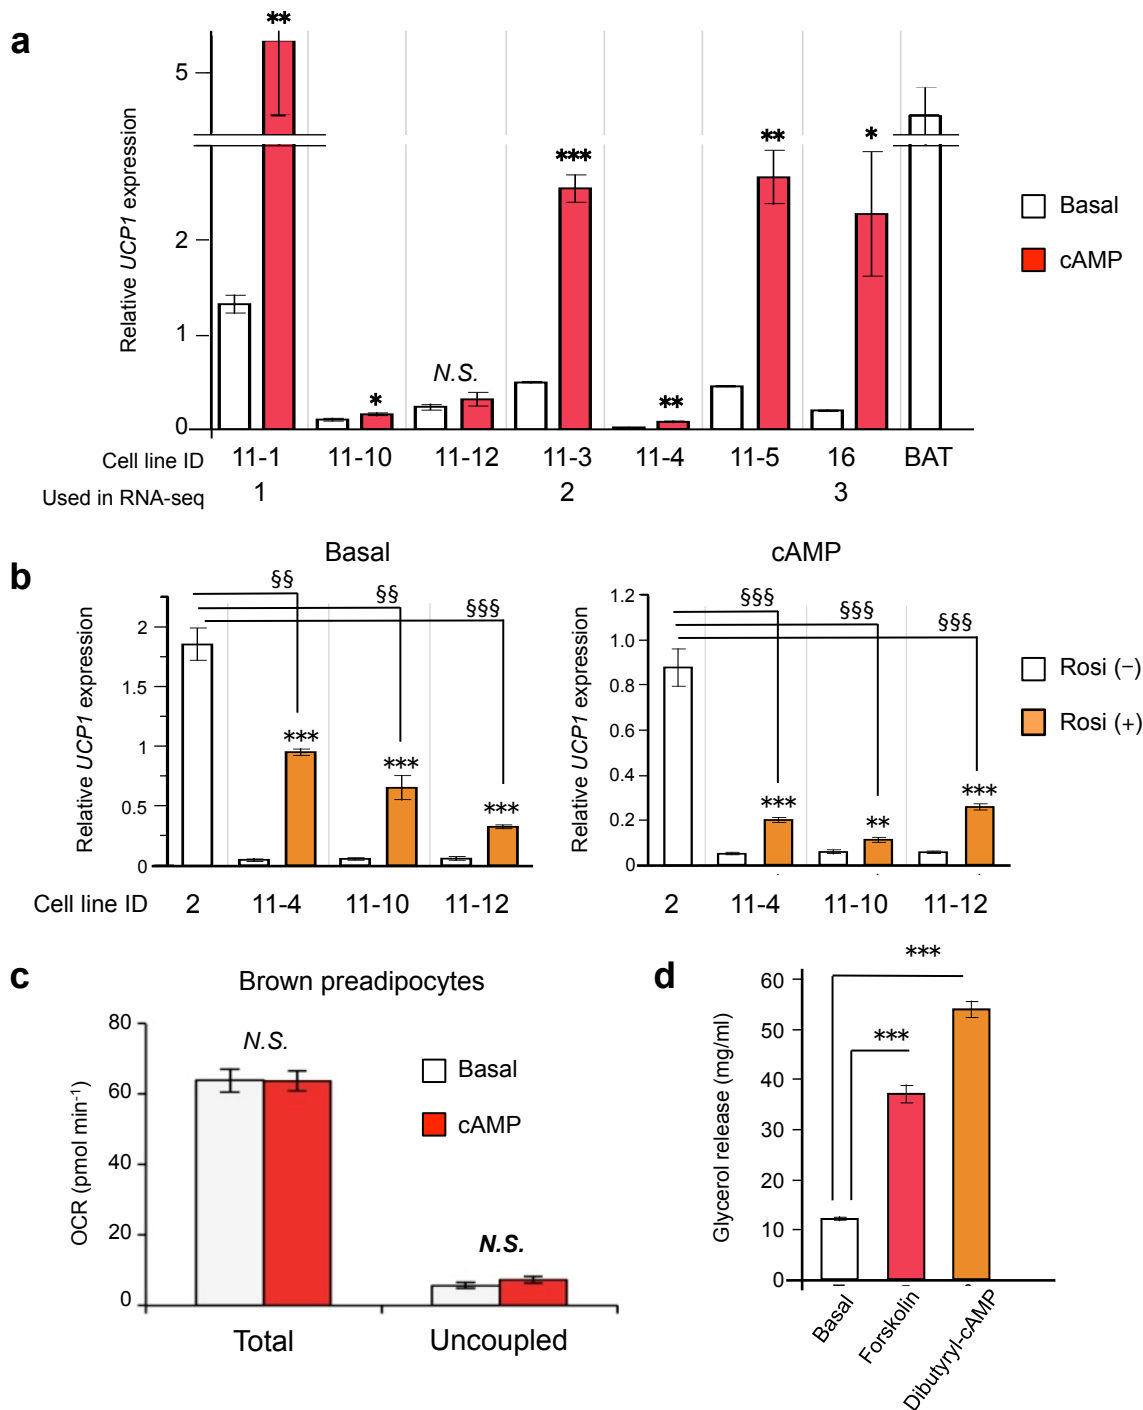 a
Relative UCP1 expression
5
2
1
0
**
*
N.S.
***
**
**
*
Basal
cAMP
Cell line ID 11-1 11-10 11-12 11-3 11-4 11-5 16 BAT
Used in RNA-seq 1 2 3
b
Basal
Relative UCP1 expression
2
1.5
1
0.5
0
§§
§§
§§§
***
***
***
Cell line ID 2 11-4 11-10 11-12
cAMP
Relative UCP1 expression
1.2
1.0
0.8
0.6
0.4
0.2
0
§§§
§§§
§§§
***
**
***
2 11-4 11-10 11-12
Rosi (−)
Rosi (+)
c
Brown preadipocytes
OCR (pmol min⁻¹)
80
60
40
20
0
N.S.
N.S.
Basal
cAMP
Total Uncoupled
d
Glycerol release (mg/ml)
60
50
40
30
20
10
0
***
***
Basal
Forskolin
Dibutyryl-cAMP